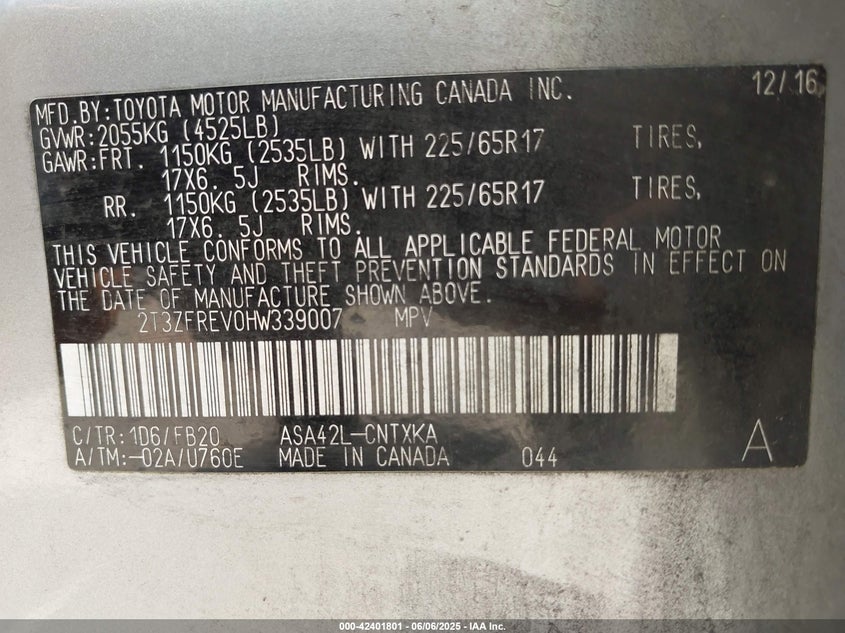 12/16
MFD.BY:TOYOTA MOTOR MANUFACTURING CANADA INC.
GVWR:2055KG (4525LB)
GAWR:FRT. 1150KG (2535LB) WITH 225/65R17 TIRES,
17X6. 5J RIMS.
RR. 1150KG (2535LB) WITH 225/65R17 TIRES,
17X6. 5J RIMS.
THIS VEHICLE CONFORMS TO ALL APPLICABLE FEDERAL MOTOR
VEHICLE SAFETY AND THEFT PREVENTION STANDARDS IN EFFECT ON
THE DATE OF MANUFACTURE SHOWN ABOVE.
2T3ZFREV0HW339007 MPV
C/TR:1D6/FB20 ASA42L-CNTXKA
A/TM:-02A/U760E MADE IN CANADA 044 A
000-42401801 - 06/06/2025 - IAA Inc.